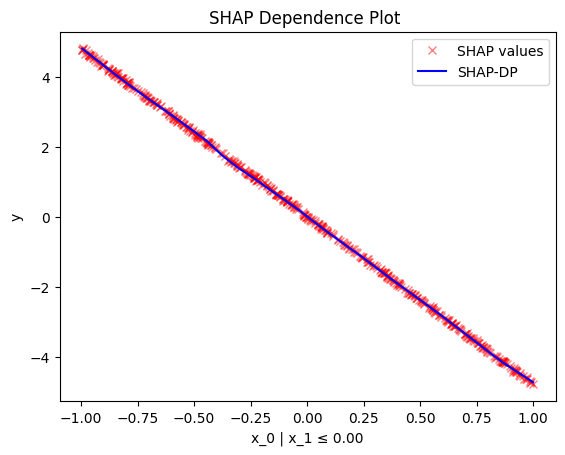 SHAP Dependence Plot
SHAP values
SHAP-DP
y
4
2
0
−2
−4
−1.00 −0.75 −0.50 −0.25 0.00 0.25 0.50 0.75 1.00
x_0 | x_1 ≤ 0.00